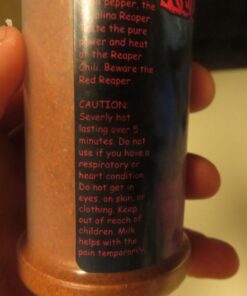 pepper, the
Reaper.
the pure
power and heat
of the Reaper
Chili. Beware the
Red Reaper.
CAUTION:
Severly hot
lasting over 5
minutes. Do not
use if you have a
respiratory or
heart condition.
Do not get in
eyes, on skin, or
clothing. Keep
out of reach of
children. Milk
helps with the
pain temporarily.